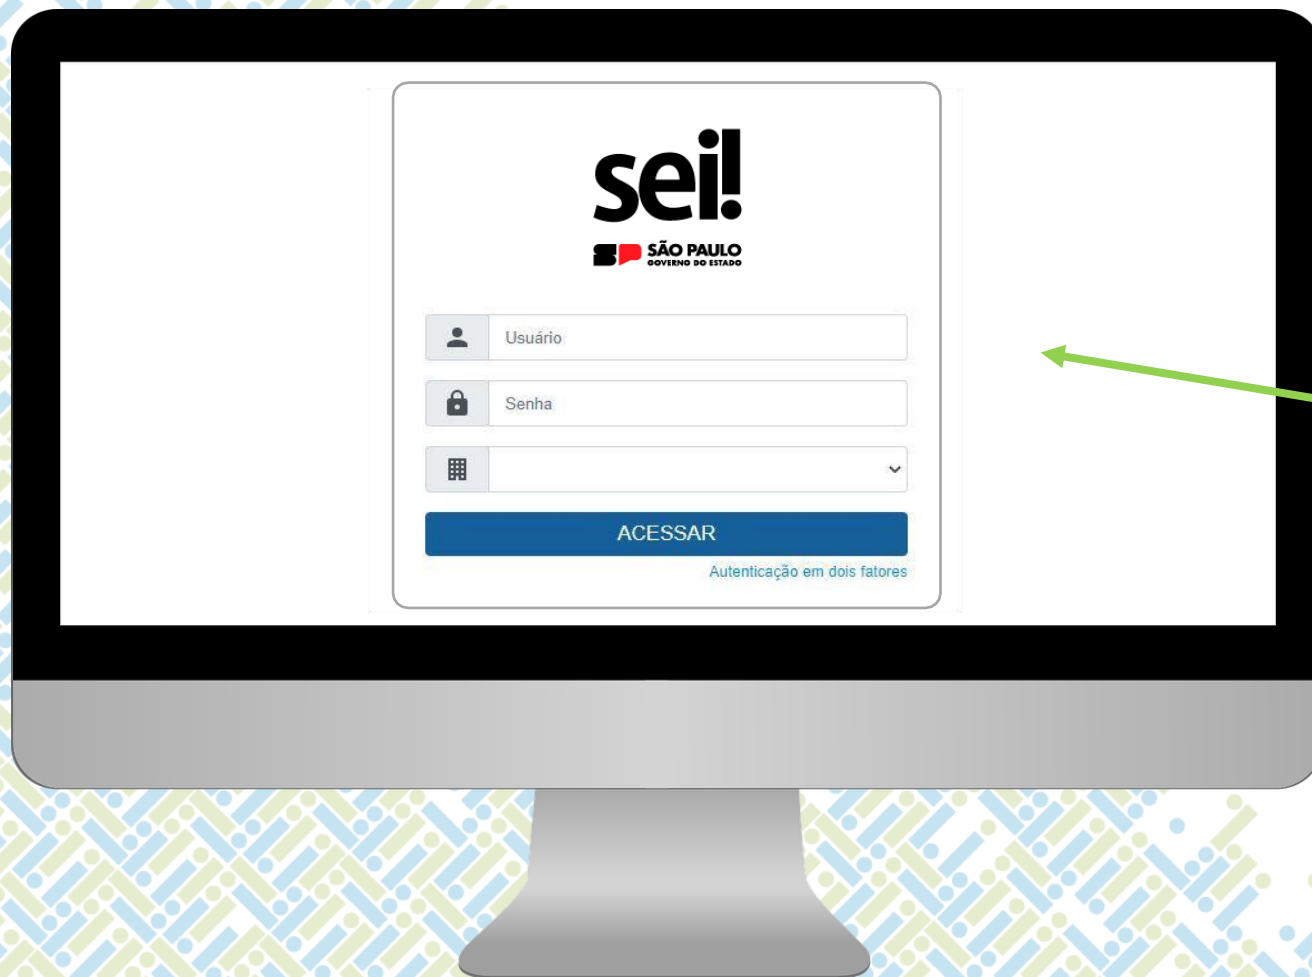 sei!
SÃO PAULO
GOVERNO DO ESTADO
Usuário
Senha
ACESSAR
Autenticação em dois fatores